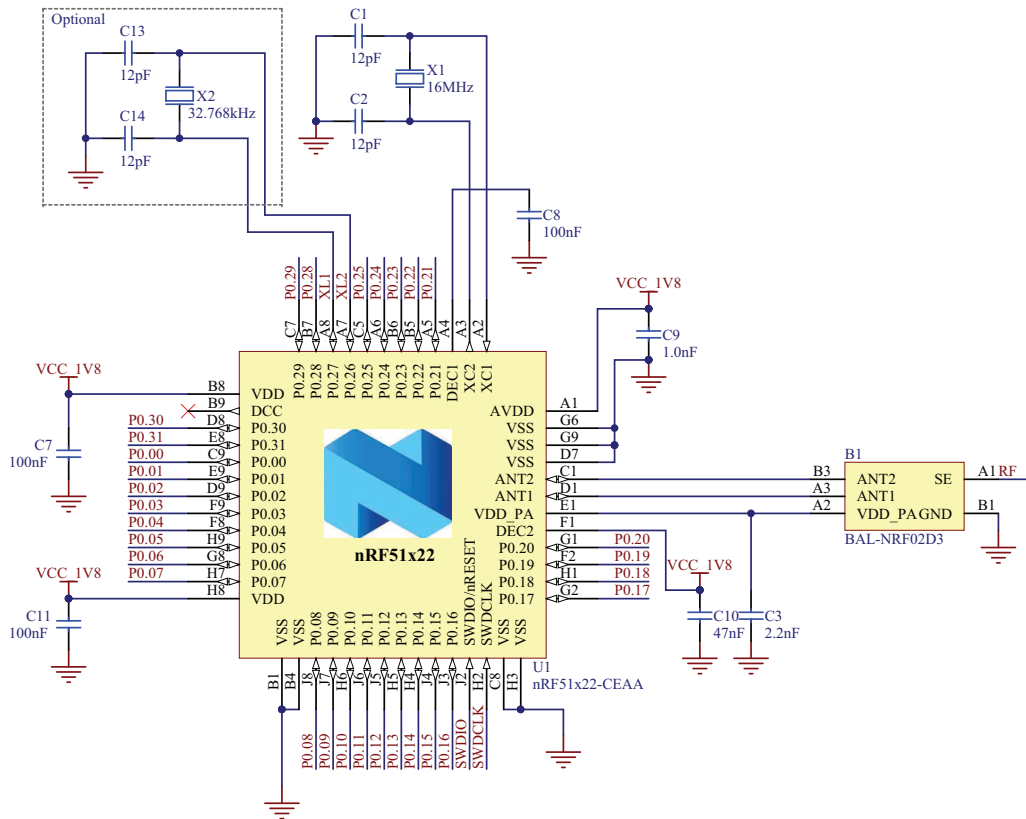 Optional
C13
12pF
X2
32.768kHz
C14
12pF
C1
12pF
X1
16MHz
C2
12pF
C8
100nF
P0.29
P0.28
XL1
XL2
P0.25
P0.24
P0.23
P0.22
P0.21
C7
B7
A8
A7
C5
A6
B6
B5
A5
A4
A3
A2
P0.29
P0.28
P0.27
P0.26
P0.25
P0.24
P0.23
P0.22
P0.21
DEC1
XC2
XC1
VCC_1V8
C9
1.0nF
VCC_1V8
C7
100nF
B8 VDD
B9 DCC
P0.30 D8 P0.30
P0.31 E8 P0.31
P0.00 C9 P0.00
P0.01 E9 P0.01
P0.02 D9 P0.02
P0.03 F9 P0.03
P0.04 F8 P0.04
P0.05 H9 P0.05
P0.06 G8 P0.06
P0.07 H7 P0.07
H8 VDD
VCC_1V8
C11
100nF
nRF51x22
AVDD A1
VSS G6
VSS G9
VSS D7
ANT2 C1
ANT1 D1
VDD_PA E1
DEC2 F1
P0.20 G1 P0.20
P0.19 F2 P0.19
P0.18 H1 P0.18
P0.17 G2 P0.17
B1
B3 ANT2 SE A1 RF
A3 ANT1
A2 VDD_PA GND B1
BAL-NRF02D3
VCC_1V8
C10
47nF
C3
2.2nF
VSS
VSS
P0.08
P0.09
P0.10
P0.11
P0.12
P0.13
P0.14
P0.15
P0.16
SWDIO/nRESET
SWDCLK
VSS
VSS
U1
nRF51x22-CEAA
B1
B4
J8
J7
H6
J6
J5
H5
H4
J4
J3
J2
H2
C8
H3
P0.08
P0.09
P0.10
P0.11
P0.12
P0.13
P0.14
P0.15
P0.16
SWDIO
SWDCLK